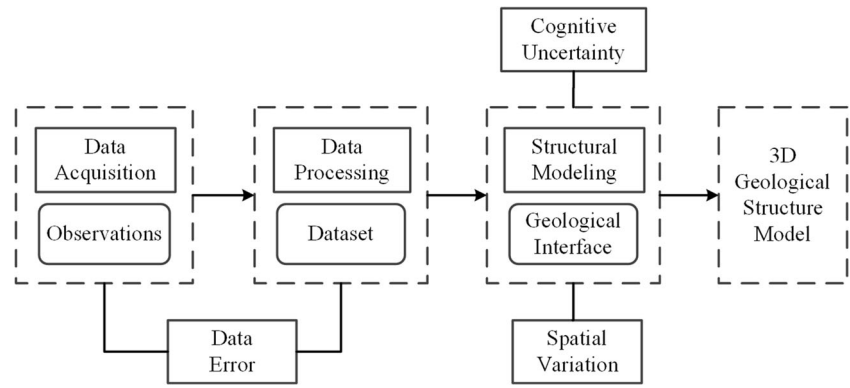 Cognitive
Uncertainty
Data
Acquisition
Observations
Data
Processing
Dataset
Structural
Modeling
Geological
Interface
3D
Geological
Structure
Model
Data
Error
Spatial
Variation